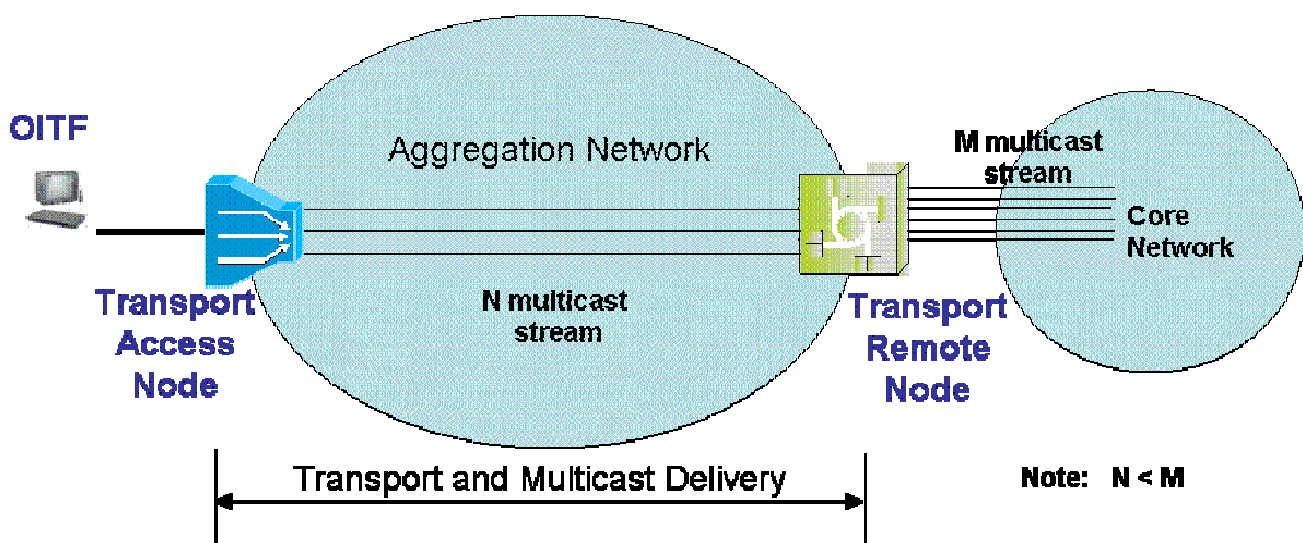 OITF
Aggregation Network
M multicast
stream
Core
Network
Transport
Access
Node
N multicast
stream
Transport
Remote
Node
Transport and Multicast Delivery
Note: N < M